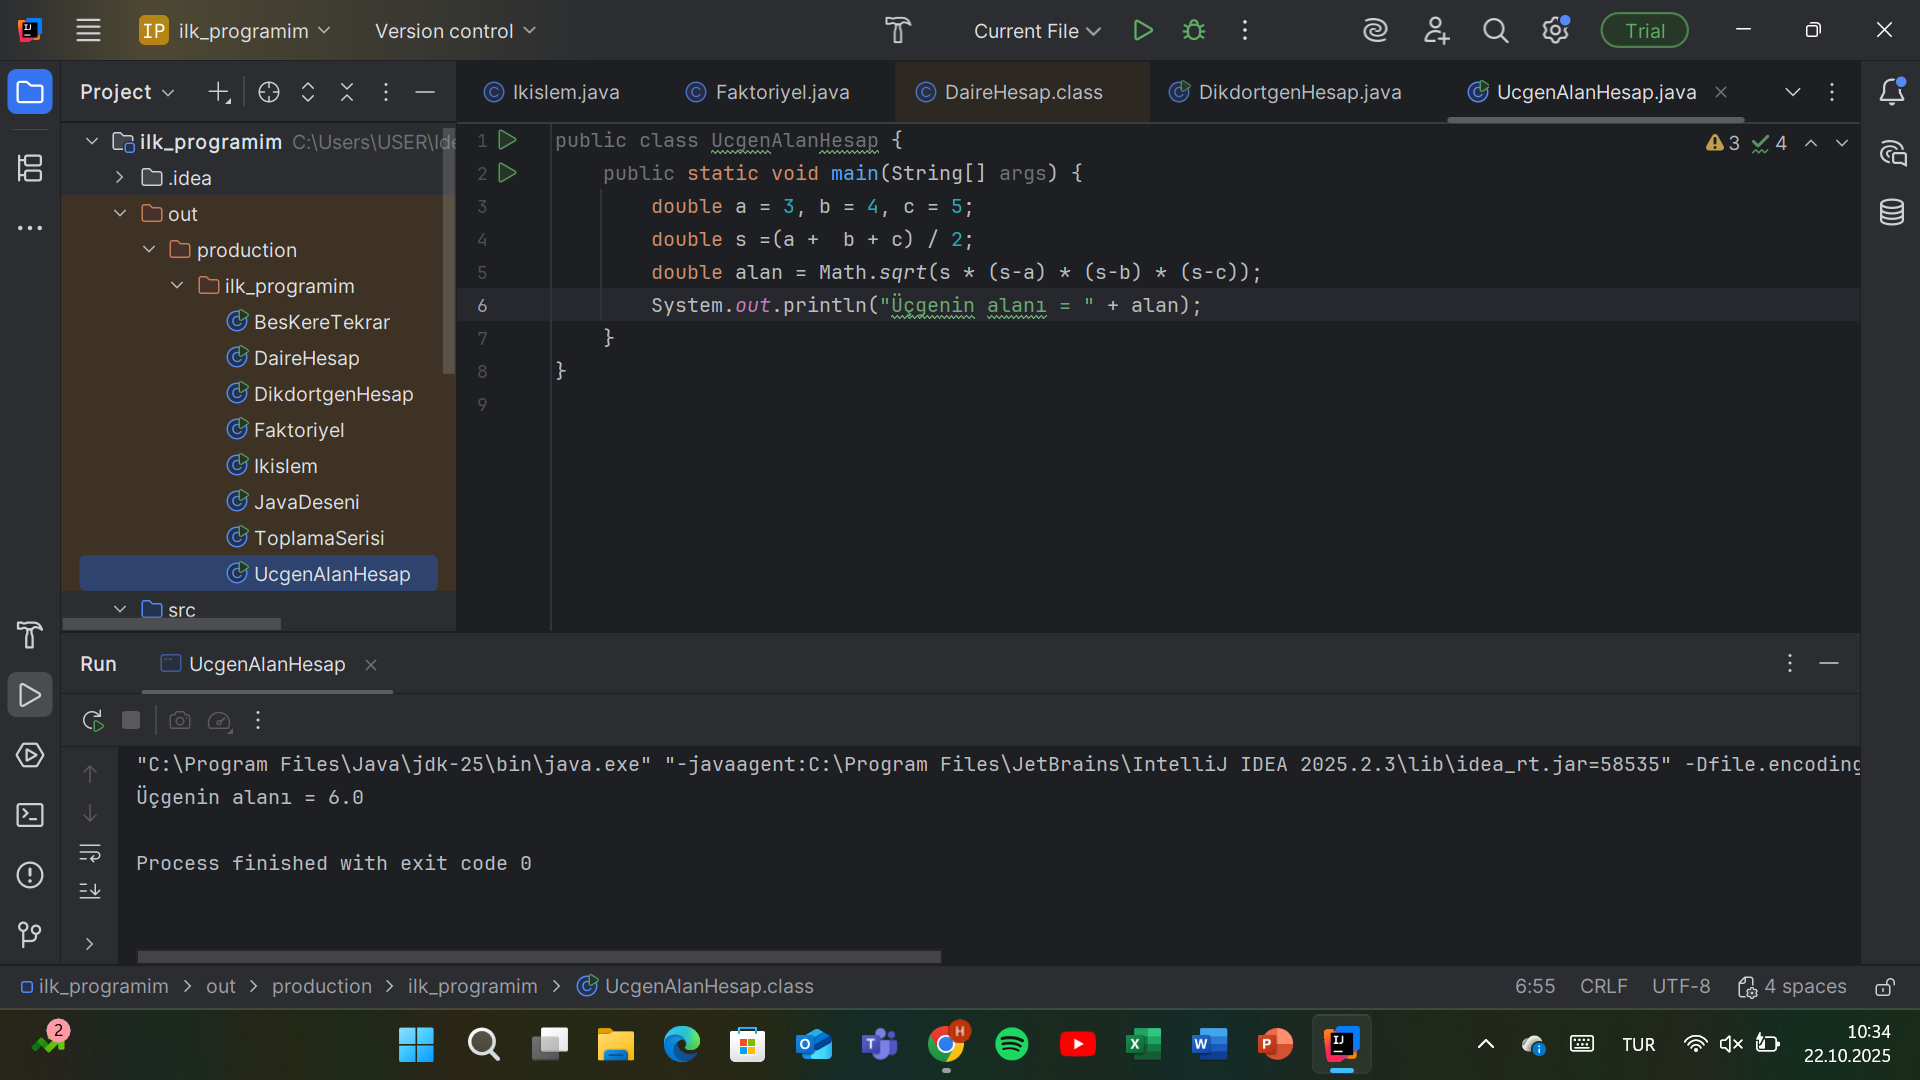 IP ilk_programim Version control Current File Trial
Project Ikislem.java Faktoriyel.java DaireHesap.class DikdortgenHesap.java UcgenAlanHesap.java
ilk_programim C:\Users\USER\Ide
.idea
out
production
ilk_programim
BesKereTekrar
DaireHesap
DikdortgenHesap
Faktoriyel
Ikislem
JavaDeseni
ToplamaSerisi
UcgenAlanHesap
src
1 public class UcgenAlanHesap {
2 public static void main(String[] args) {
3 double a = 3, b = 4, c = 5;
4 double s =(a +  b + c) / 2;
5 double alan = Math.sqrt(s * (s-a) * (s-b) * (s-c));
6 System.out.println("Üçgenin alanı = " + alan);
7 }
8 }
9
3 4
Run UcgenAlanHesap
"C:\Program Files\Java\jdk-25\bin\java.exe" "-javaagent:C:\Program Files\JetBrains\IntelliJ IDEA 2025.2.3\lib\idea_rt.jar=58535" -Dfile.encoding
Üçgenin alanı = 6.0
Process finished with exit code 0
ilk_programim > out > production > ilk_programim > UcgenAlanHesap.class 6:55 CRLF UTF-8 4 spaces
2
H
TUR
10:34
22.10.2025